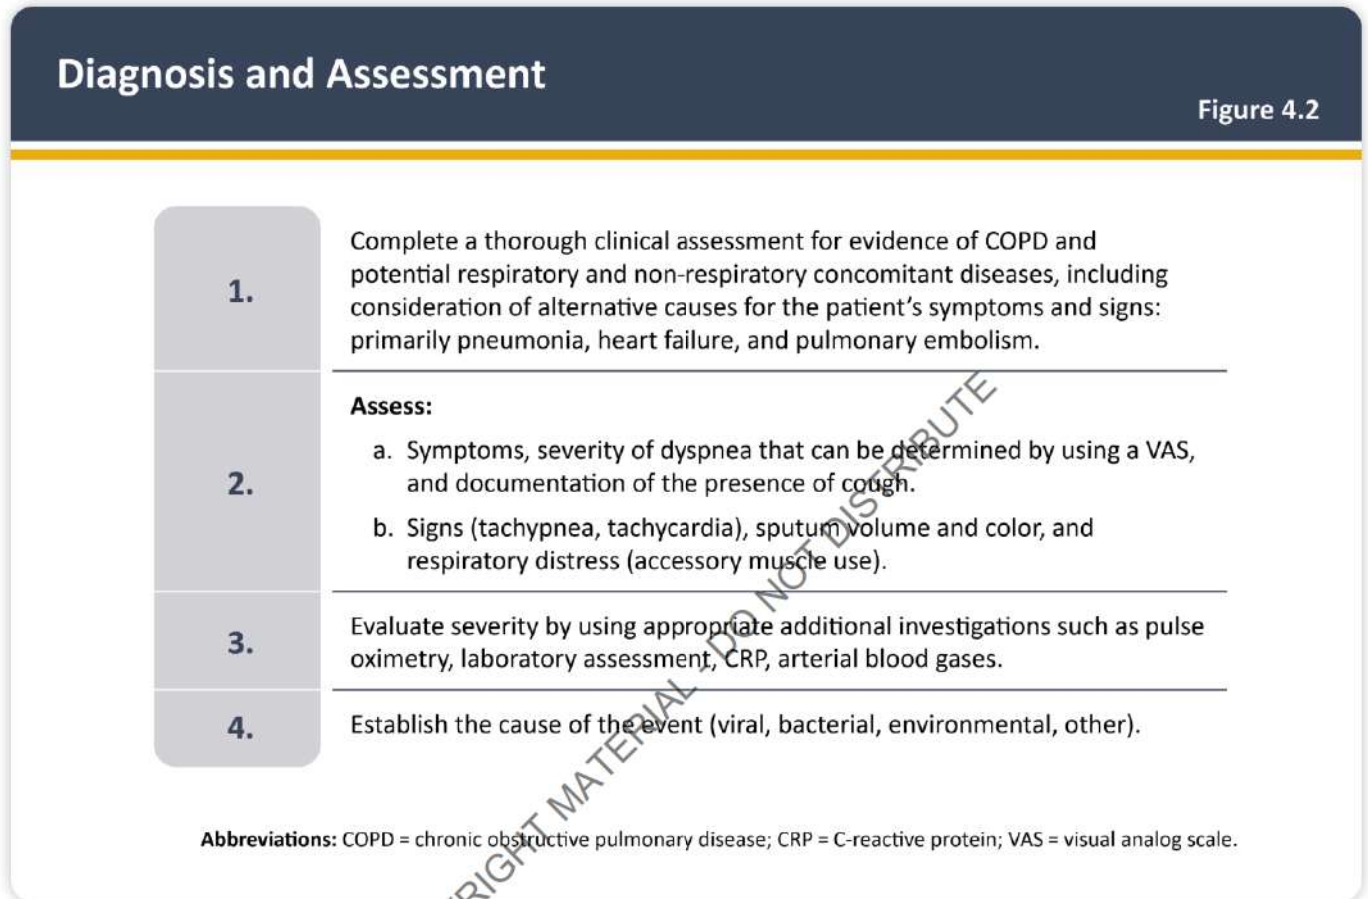 Diagnosis and Assessment
Figure 4.2
1.
Complete a thorough clinical assessment for evidence of COPD and
potential respiratory and non-respiratory concomitant diseases, including
consideration of alternative causes for the patient's symptoms and signs:
primarily pneumonia, heart failure, and pulmonary embolism.
2.
Assess:
a. Symptoms, severity of dyspnea that can be determined by using a VAS,
and documentation of the presence of cough.
b. Signs (tachypnea, tachycardia), sputum volume and color, and
respiratory distress (accessory muscle use).
3.
Evaluate severity by using appropriate additional investigations such as pulse
oximetry, laboratory assessment, CRP, arterial blood gases.
4.
Establish the cause of the event (viral, bacterial, environmental, other).
Abbreviations: COPD = chronic obstructive pulmonary disease; CRP = C-reactive protein; VAS = visual analog scale.
RIGHT MATERIAL - DO NOT DISTRIBUTE